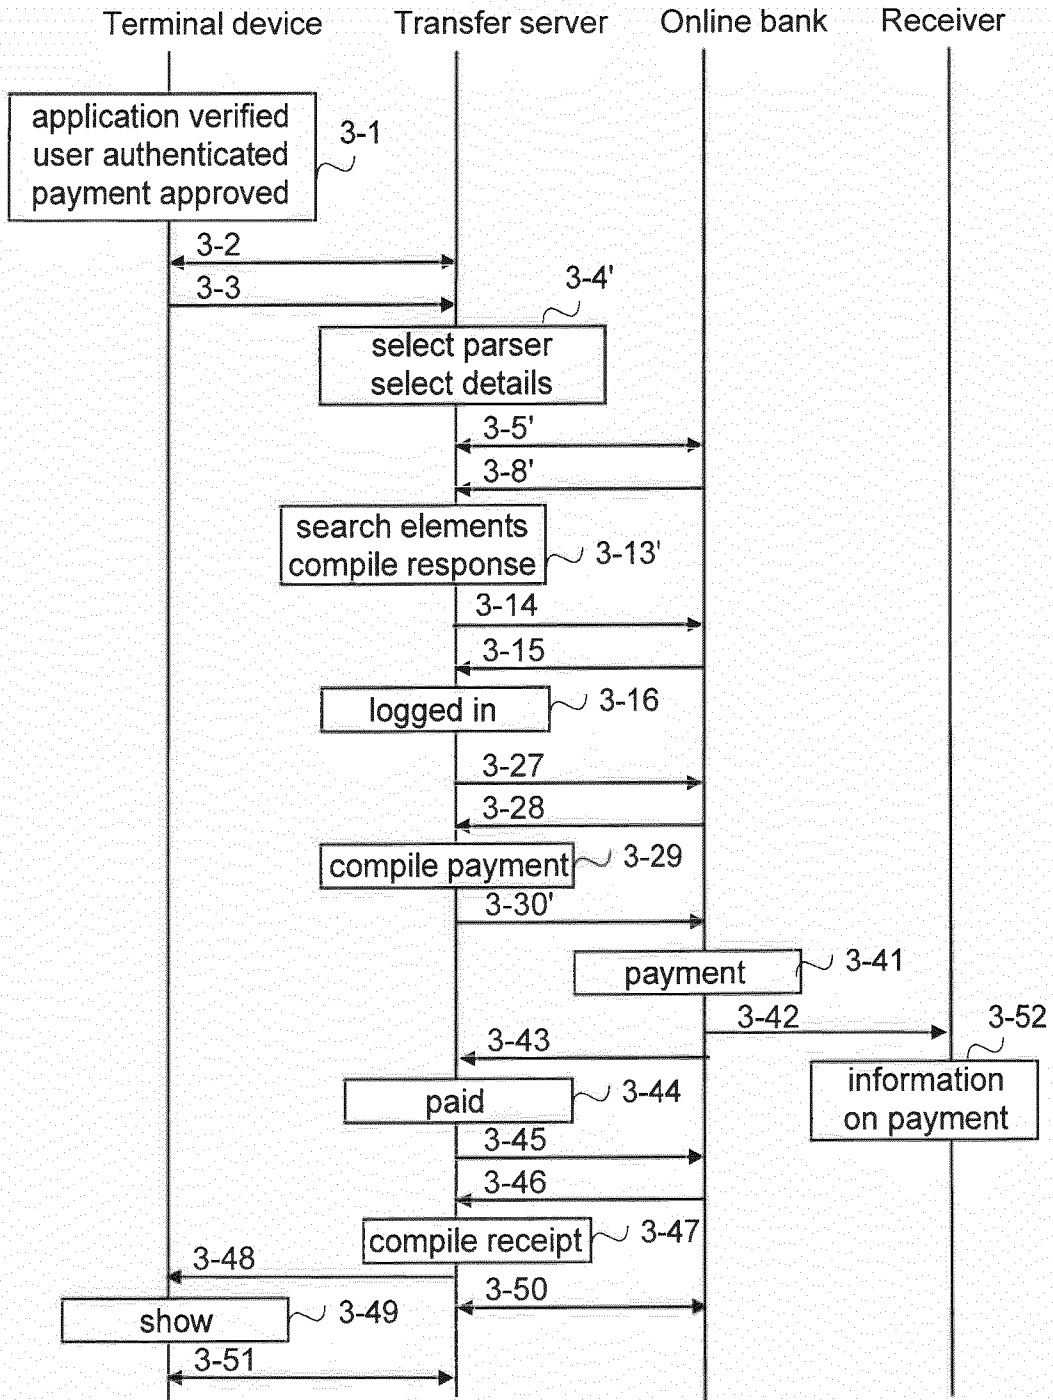 Terminal device Transfer server Online bank Receiver
application verified
user authenticated
payment approved
3-1
3-2
3-3
3-4'
select parser
select details
3-5'
3-8'
search elements
compile response
3-13'
3-14
3-15
logged in
3-16
3-27
3-28
compile payment
3-29
3-30'
payment
3-41
3-42
3-52
3-43
information
on payment
paid
3-44
3-45
3-46
compile receipt
3-47
3-48
3-50
show
3-49
3-51